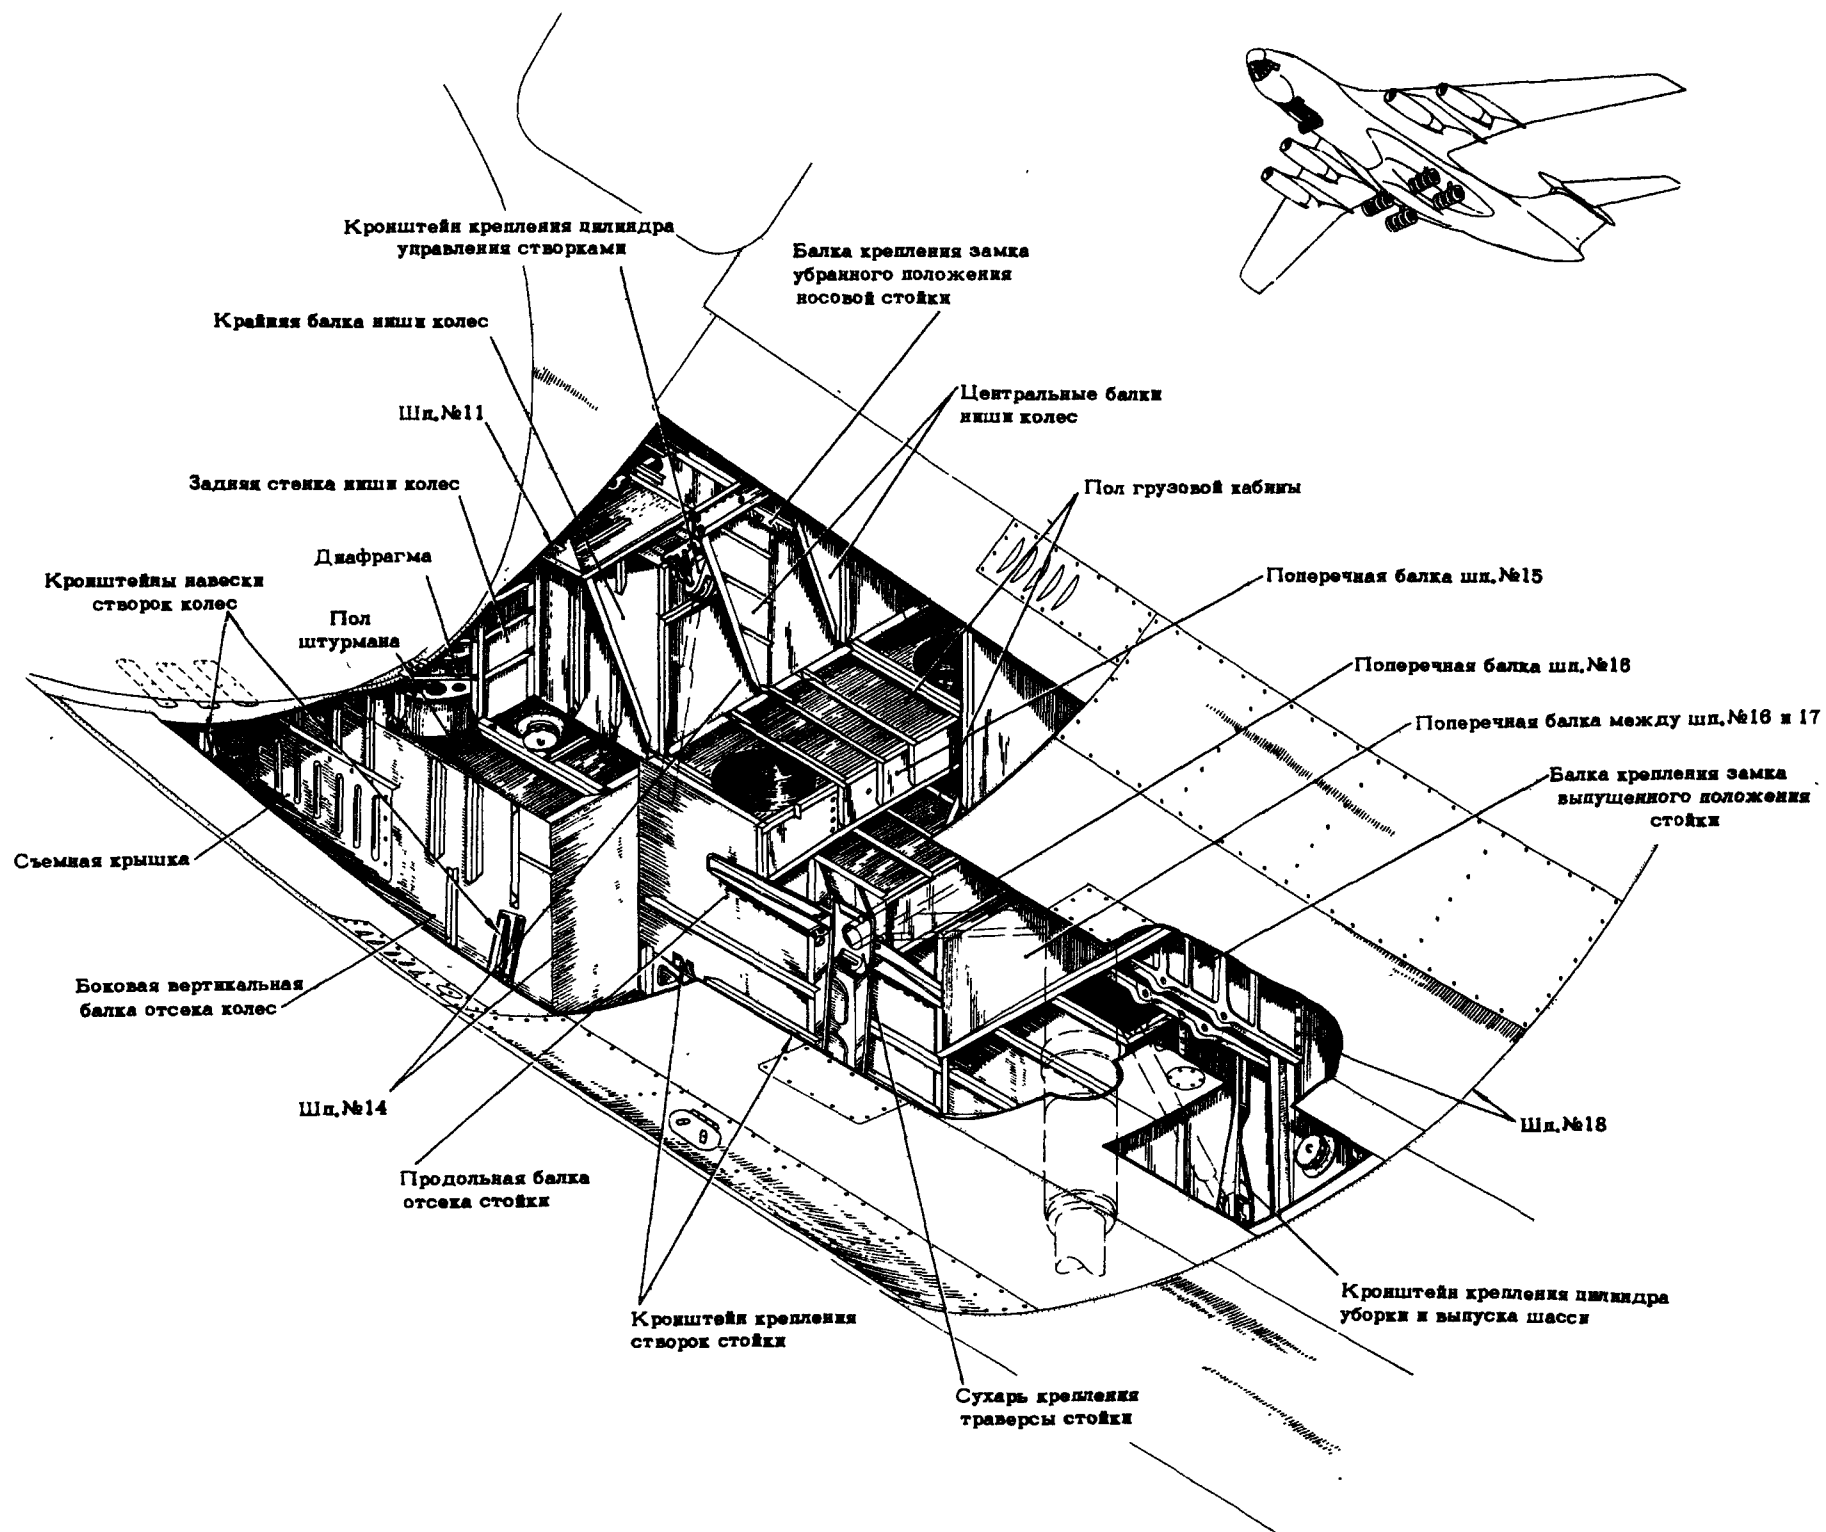 Кронштейн крепления цилиндра
управления створками
Балка крепления замка
убранного положения
носовой стойки
Крайняя балка ниши колес
Центральные балки
ниши колес
Шп.№11
Задняя стенка ниши колес
Пол грузовой кабины
Диафрагма
Кронштейны навески
створок колес
Поперечная балка шп.№15
Пол
штурмана
Поперечная балка шп.№16
Поперечная балка между шп.№16 и 17
Балка крепления замка
выпущенного положения
стойки
Съемная крышка
Боковая вертикальная
балка отсека колес
Шп.№14
Шп.№18
Продольная балка
отсека стойки
Кронштейн крепления цилиндра
уборки и выпуска шасси
Кронштейн крепления
створок стойки
Сухарь крепления
траверсы стойки